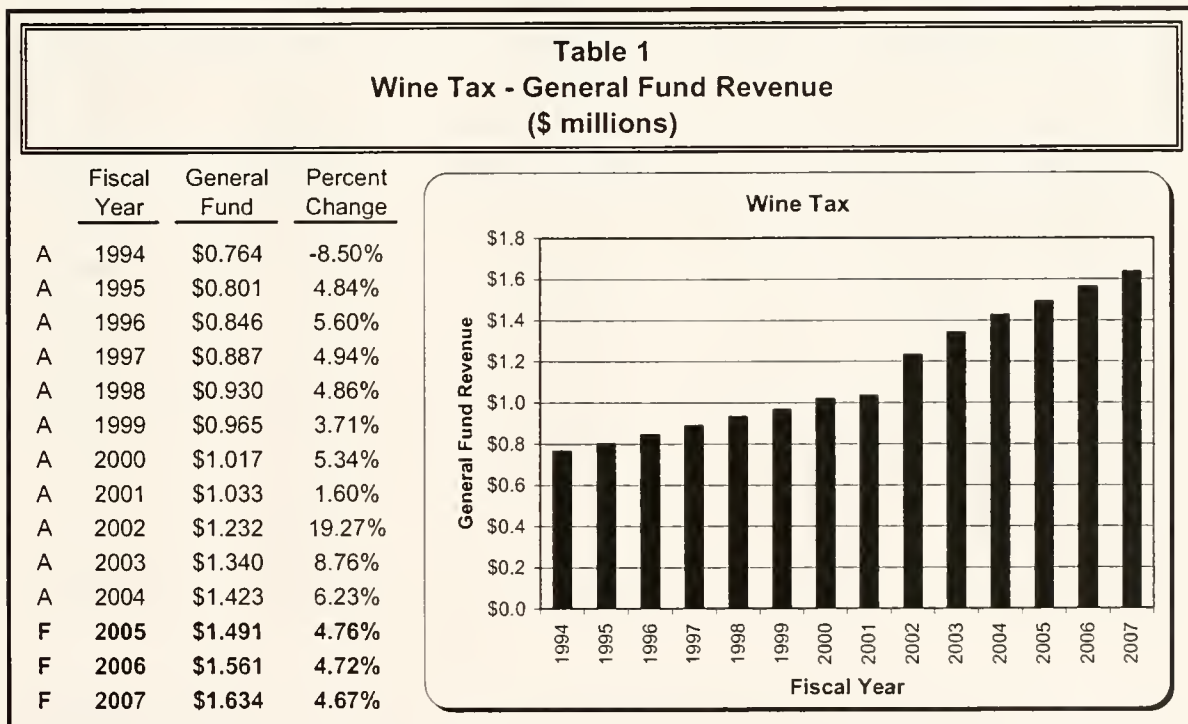 Table 1
Wine Tax - General Fund Revenue
($ millions)
Fiscal General Percent
Year Fund Change
A 1994 $0.764 -8.50%
A 1995 $0.801 4.84%
A 1996 $0.846 5.60%
A 1997 $0.887 4.94%
A 1998 $0.930 4.86%
A 1999 $0.965 3.71%
A 2000 $1.017 5.34%
A 2001 $1.033 1.60%
A 2002 $1.232 19.27%
A 2003 $1.340 8.76%
A 2004 $1.423 6.23%
F 2005 $1.491 4.76%
F 2006 $1.561 4.72%
F 2007 $1.634 4.67%
Wine Tax
General Fund Revenue
$1.8
$1.6
$1.4
$1.2
$1.0
$0.8
$0.6
$0.4
$0.2
$0.0
1994 1995 1996 1997 1998 1999 2000 2001 2002 2003 2004 2005 2006 2007
Fiscal Year